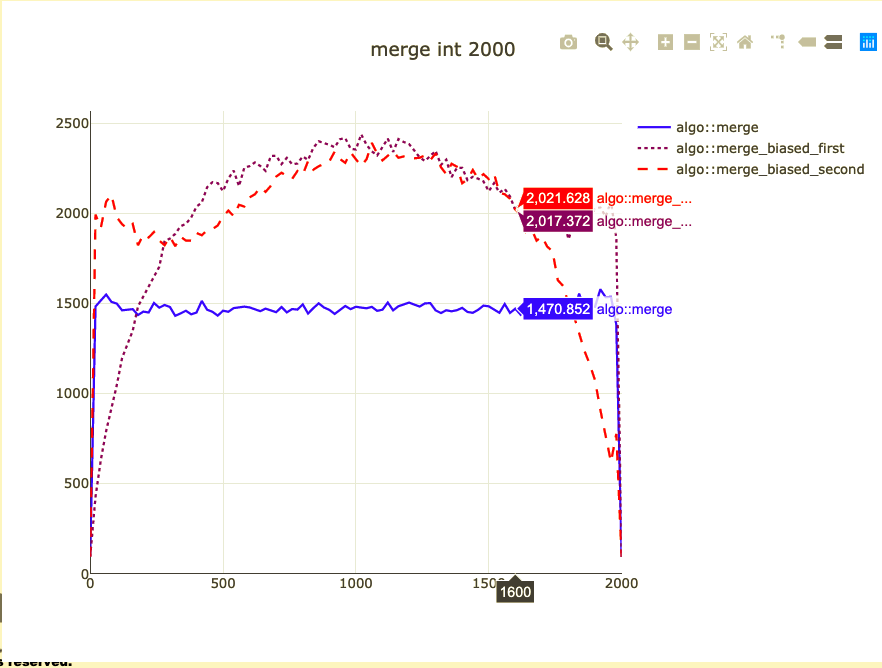 merge int 2000
algo::merge
algo::merge_biased_first
algo::merge_biased_second
2500
2000
1500
1000
500
0
2,021.628 algo::merge_...
2,017.372 algo::merge_...
1,470.852 algo::merge
0
500
1000
2000
1600
reserved.